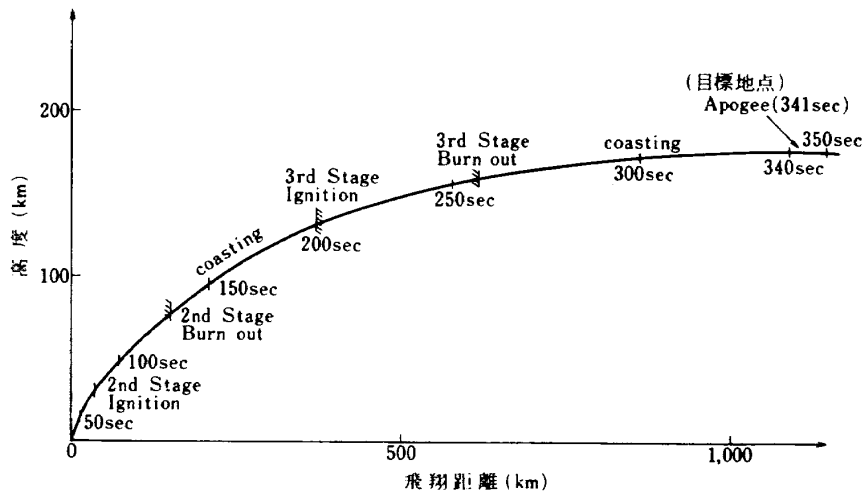 高度(km)
200
100
0
500
1,000
飛翔距離(km)
50sec
2nd Stage
Ignition
100sec
2nd Stage
Burn out
150sec
coasting
3rd Stage
Ignition
200sec
3rd Stage
Burn out
250sec
coasting
300sec
(目標地点)
Apogee(341sec)
340sec
350sec